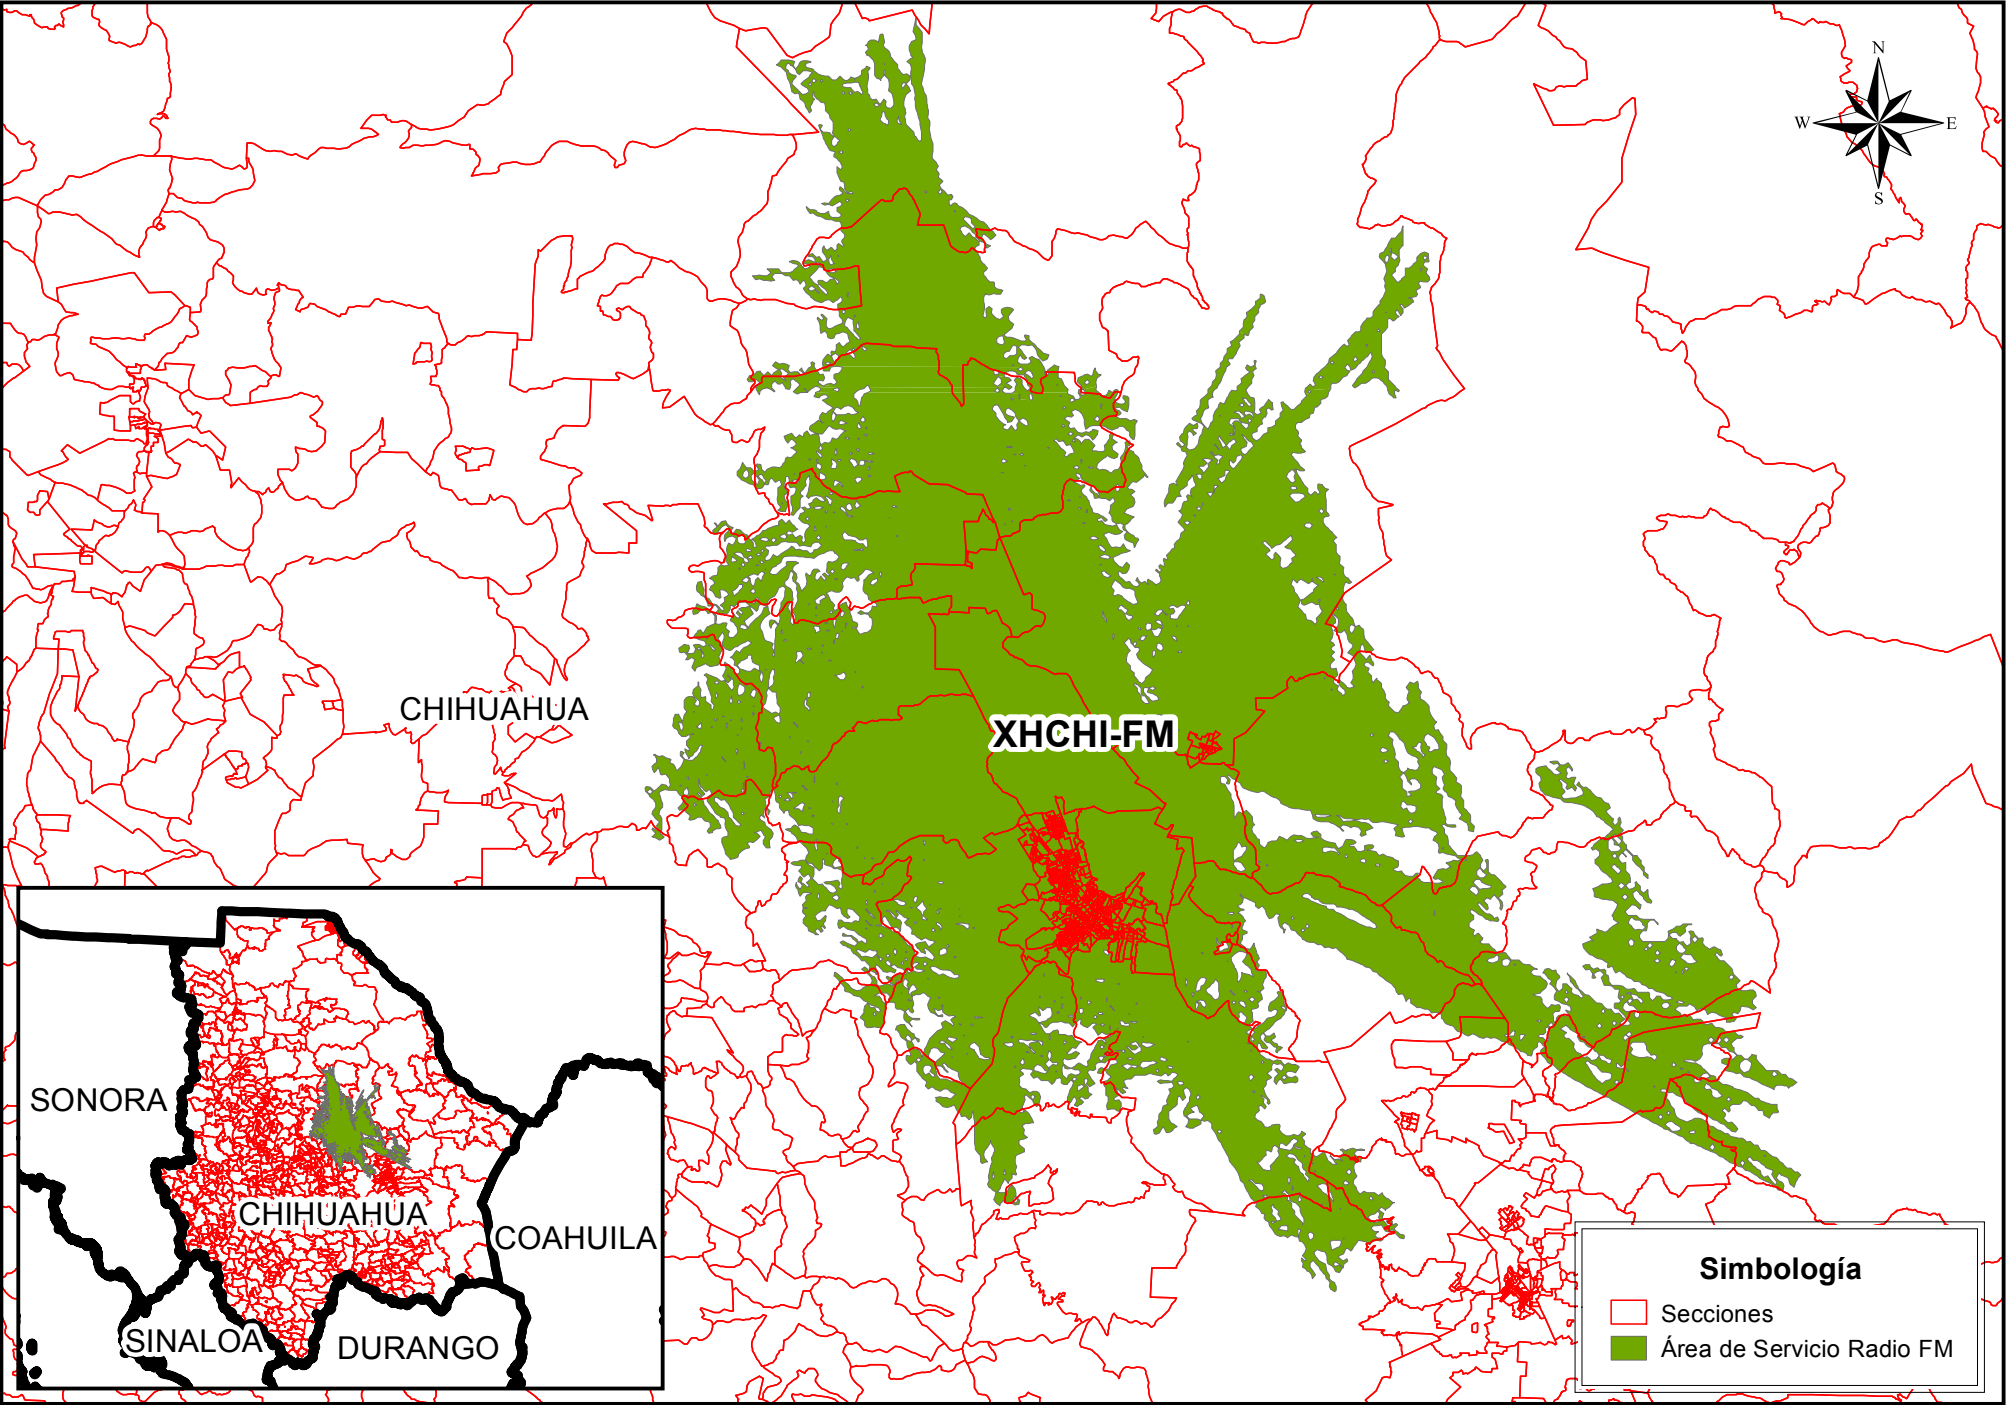 N
W E
S
CHIHUAHUA
XHCHI-FM
SONORA
CHIHUAHUA
COAHUILA
SINALOA
DURANGO
Simbología
Secciones
Área de Servicio Radio FM